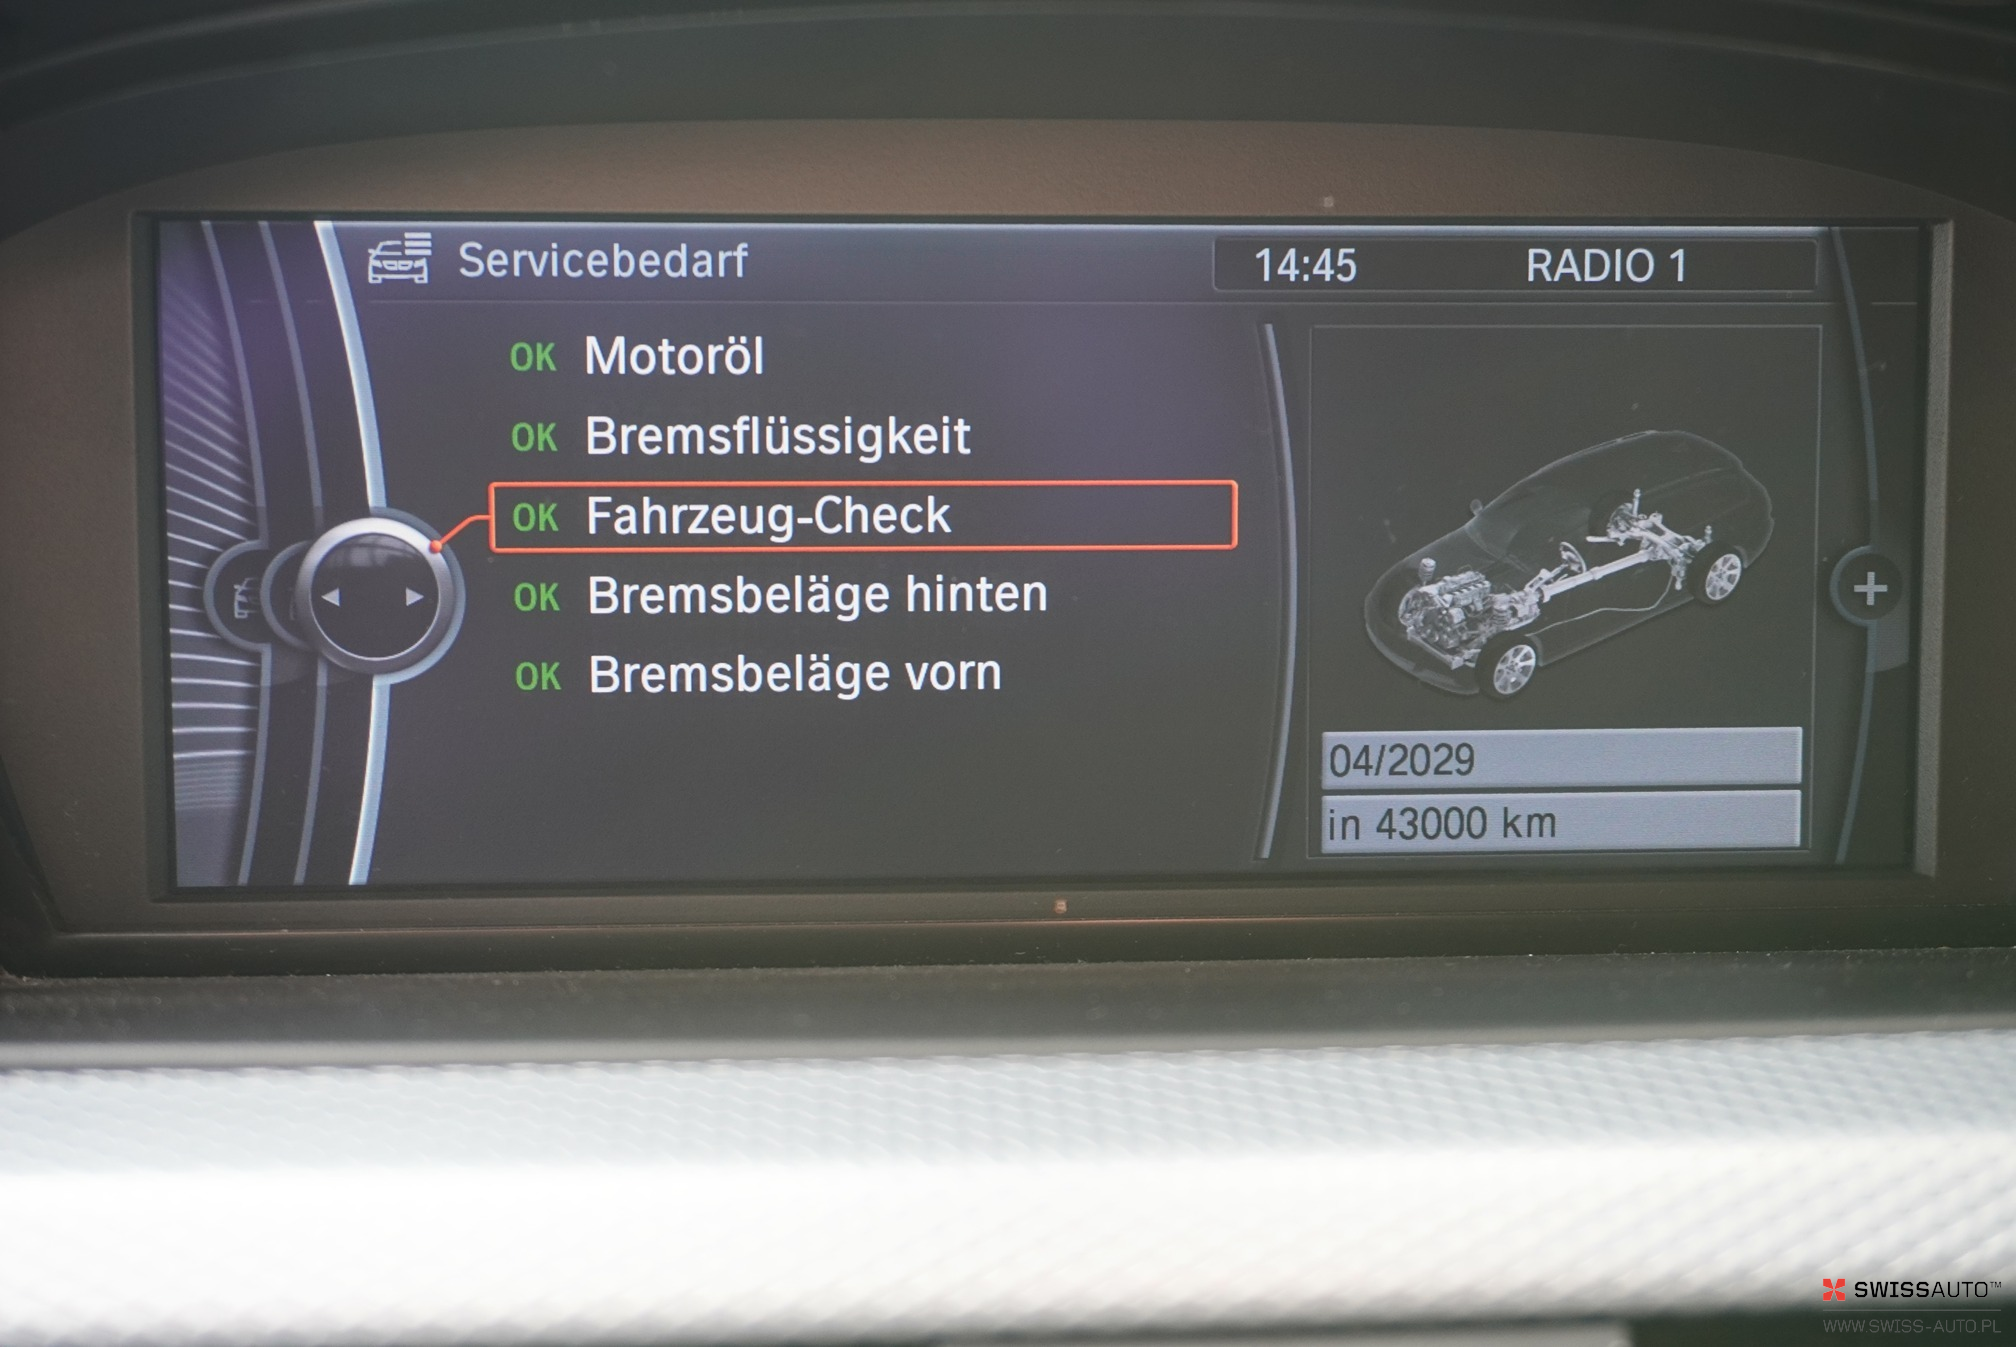 Servicebedarf
14:45 RADIO 1
OK Motoröl
OK Bremsflüssigkeit
OK Fahrzeug-Check
OK Bremsbeläge hinten
OK Bremsbeläge vorn
04/2029
in 43000 km
SWISSAUTO™
WWW.SWISS-AUTO.PL